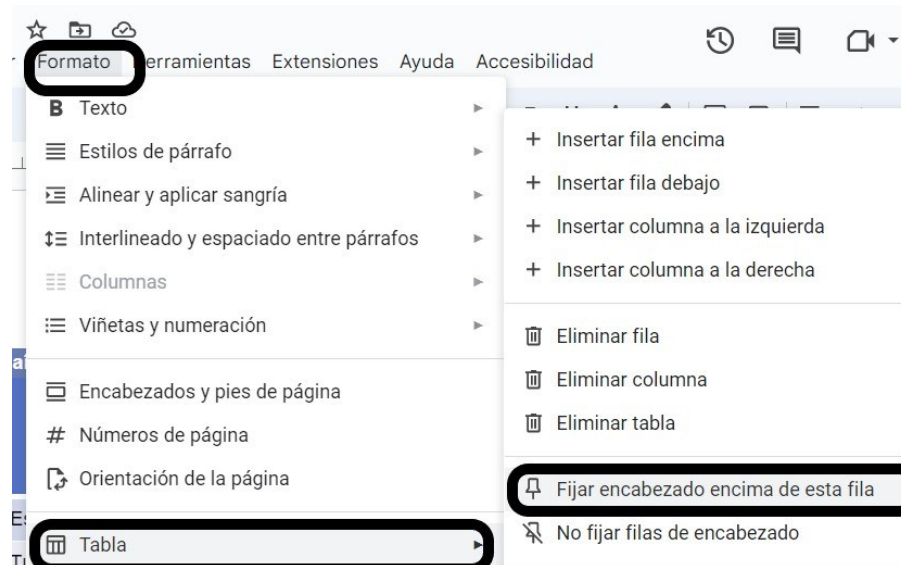 Formato Herramientas Extensiones Ayuda Accesibilidad
B Texto
Estilos de párrafo
Alinear y aplicar sangría
Interlineado y espaciado entre párrafos
Columnas
Viñetas y numeración
Encabezados y pies de página
# Números de página
Orientación de la página
Tabla
+ Insertar fila encima
+ Insertar fila debajo
+ Insertar columna a la izquierda
+ Insertar columna a la derecha
Eliminar fila
Eliminar columna
Eliminar tabla
Fijar encabezado encima de esta fila
No fijar filas de encabezado